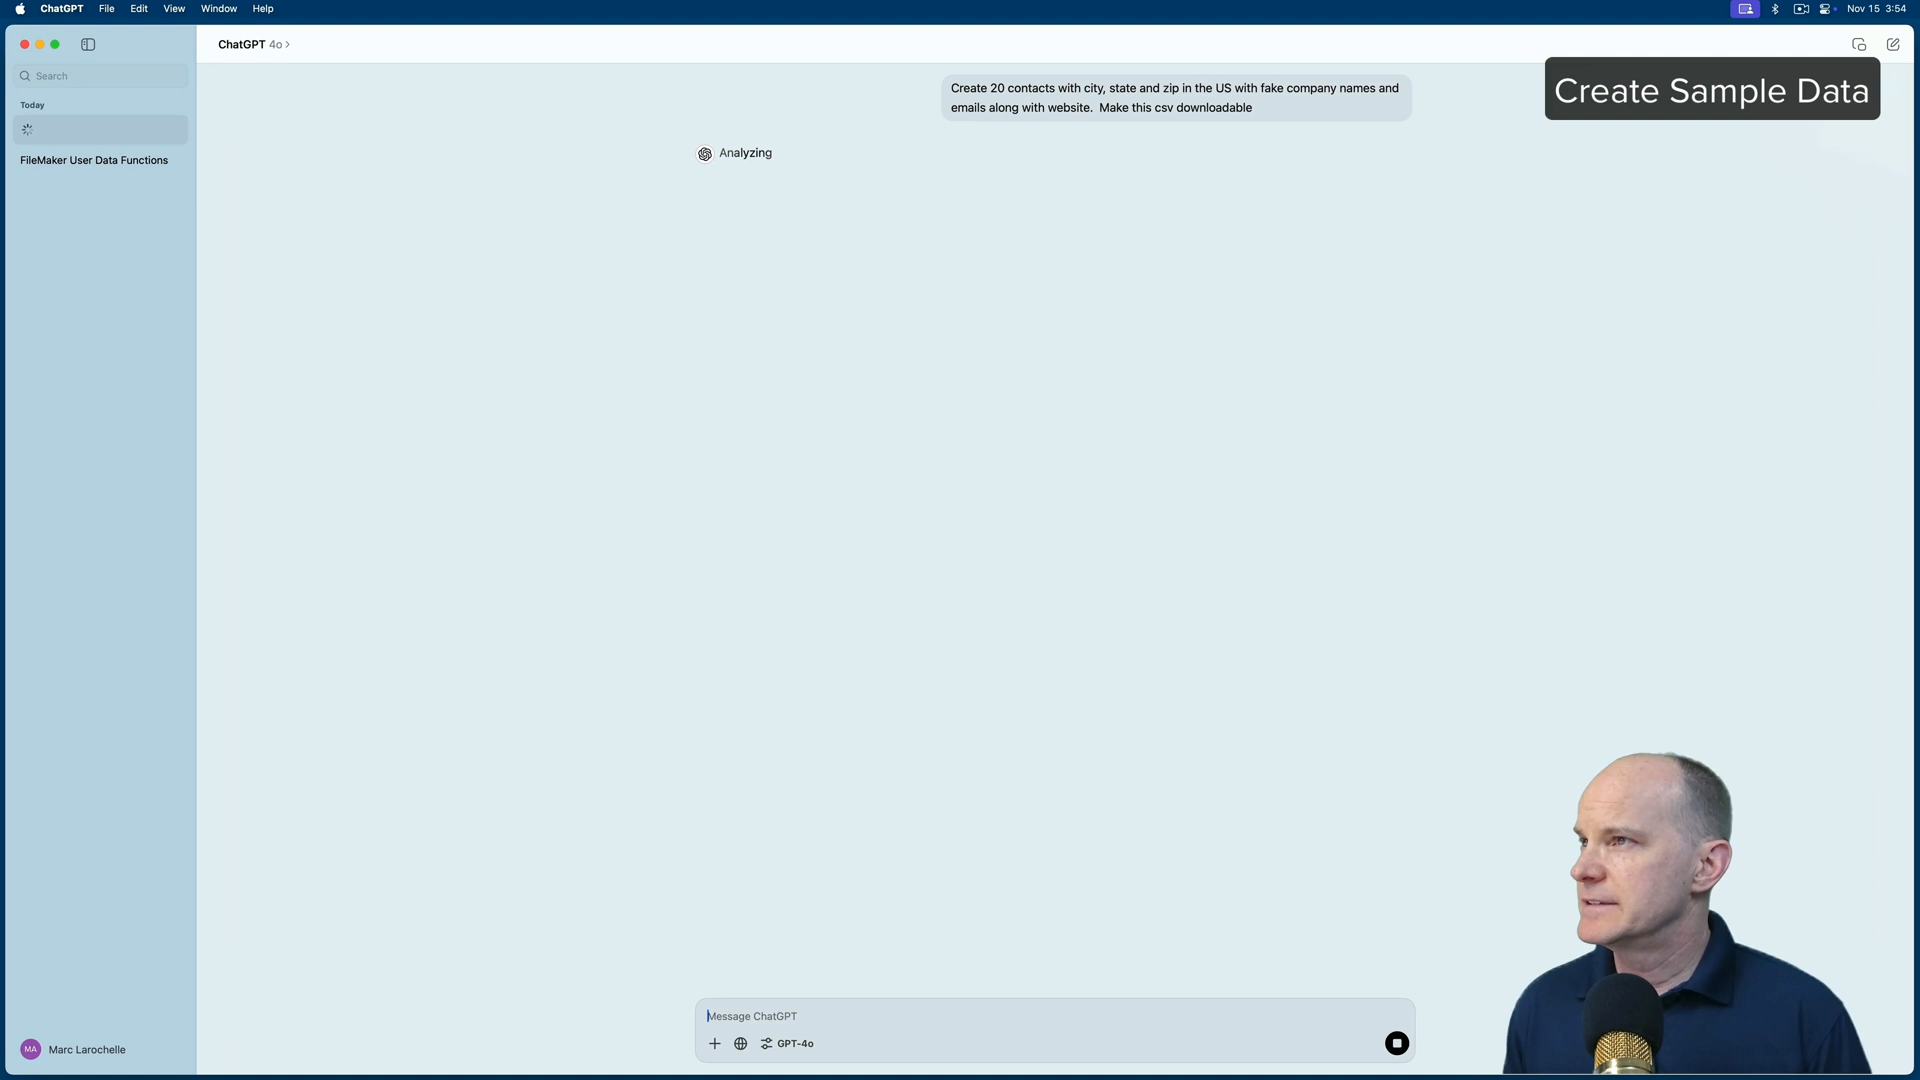 ChatGPT File Edit View Window Help
Nov 15 3:54
ChatGPT 4o >
Search
Today
FileMaker User Data Functions
Create 20 contacts with city, state and zip in the US with fake company names and
emails along with website.  Make this csv downloadable
Create Sample Data
Analyzing
Message ChatGPT
GPT-4o
MA Marc Larochelle